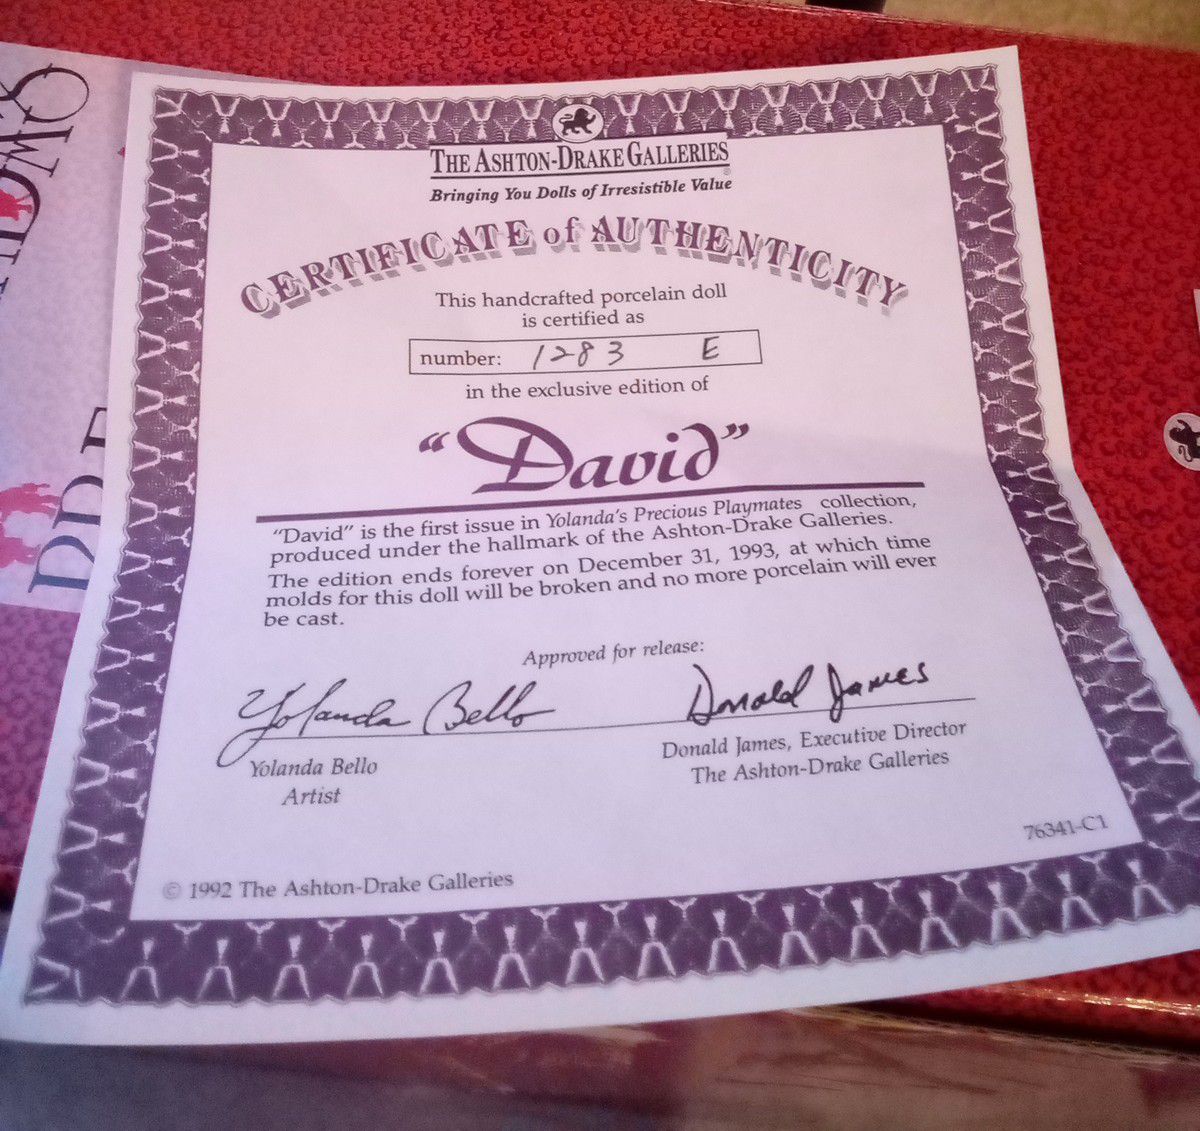 THE ASHTON-DRAKE GALLERIES
Bringing You Dolls of Irresistible Value
CERTIFICATE of AUTHENTICITY
This handcrafted porcelain doll
is certified as
number: 1283 E
in the exclusive edition of
"David"
"David" is the first issue in Yolanda's Precious Playmates collection,
produced under the hallmark of the Ashton-Drake Galleries.
The edition ends forever on December 31, 1993, at which time
molds for this doll will be broken and no more porcelain will ever
be cast.
Approved for release:
Yolanda Bello
Donald James
Yolanda Bello
Artist
Donald James, Executive Director
The Ashton-Drake Galleries
76341-C1
© 1992 The Ashton-Drake Galleries